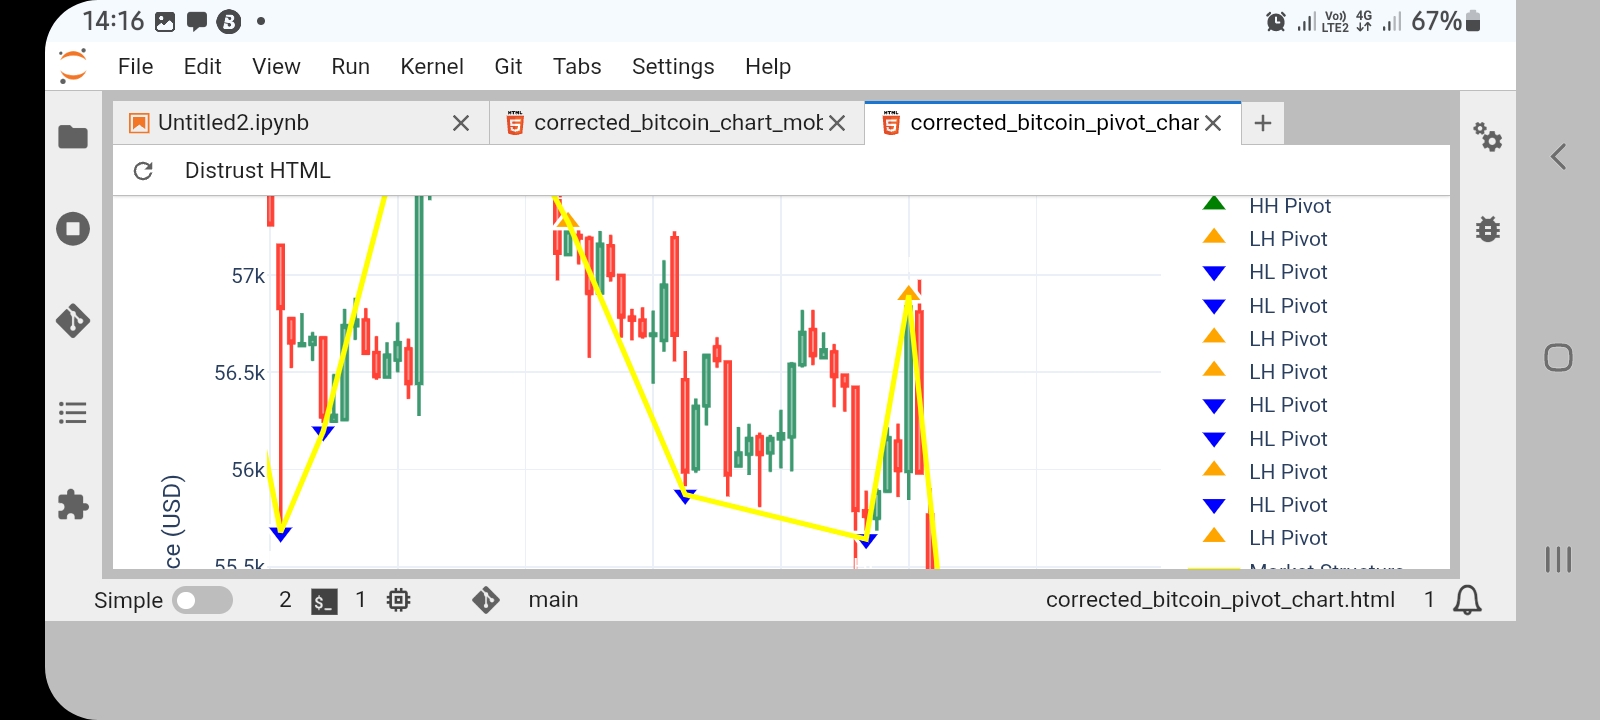 14:16 Vo)) LTE2 4G 67%
File Edit View Run Kernel Git Tabs Settings Help
Untitled2.ipynb corrected_bitcoin_chart_mob corrected_bitcoin_pivot_char
Distrust HTML
HH Pivot
LH Pivot
57k HL Pivot
HL Pivot
LH Pivot
56.5k LH Pivot
HL Pivot
HL Pivot
56k LH Pivot
HL Pivot
LH Pivot
ce (USD)
55.5k Market Structure
Simple 2 $_ 1 main corrected_bitcoin_pivot_chart.html 1